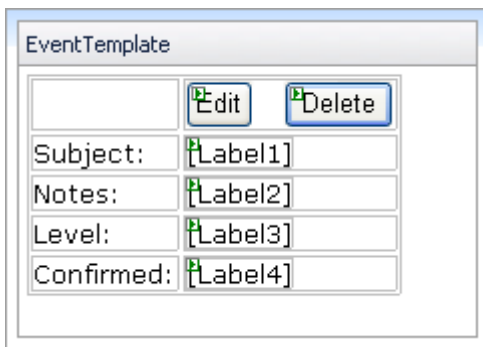 EventTemplate
Edit Delete
Subject: [Label1]
Notes: [Label2]
Level: [Label3]
Confirmed: [Label4]